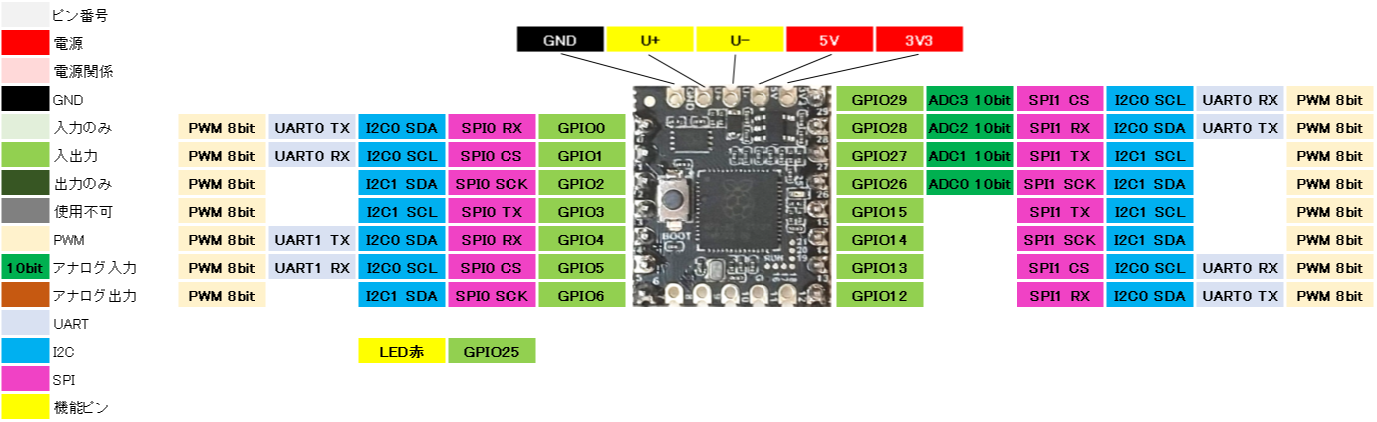 ピン番号
電源
電源関係
GND
入力のみ
入出力
出力のみ
使用不可
PWM
10bit アナログ入力
アナログ出力
UART
I2C
SPI
機能ピン
GND U+ U- 5V 3V3
PWM 8bit UART0 TX I2C0 SDA SPI0 RX GPIO0
PWM 8bit UART0 RX I2C0 SCL SPI0 CS GPIO1
PWM 8bit I2C1 SDA SPI0 SCK GPIO2
PWM 8bit I2C1 SCL SPI0 TX GPIO3
PWM 8bit UART1 TX I2C0 SDA SPI0 RX GPIO4
PWM 8bit UART1 RX I2C0 SCL SPI0 CS GPIO5
PWM 8bit I2C1 SDA SPI0 SCK GPIO6
GND
BOOT
RUN
GPIO29 ADC3 10bit SPI1 CS I2C0 SCL UART0 RX PWM 8bit
GPIO28 ADC2 10bit SPI1 RX I2C0 SDA UART0 TX PWM 8bit
GPIO27 ADC1 10bit SPI1 TX I2C1 SCL PWM 8bit
GPIO26 ADC0 10bit SPI1 SCK I2C1 SDA PWM 8bit
GPIO15 SPI1 TX I2C1 SCL PWM 8bit
GPIO14 SPI1 SCK I2C1 SDA PWM 8bit
GPIO13 SPI1 CS I2C0 SCL UART0 RX PWM 8bit
GPIO12 SPI1 RX I2C0 SDA UART0 TX PWM 8bit
LED赤 GPIO25